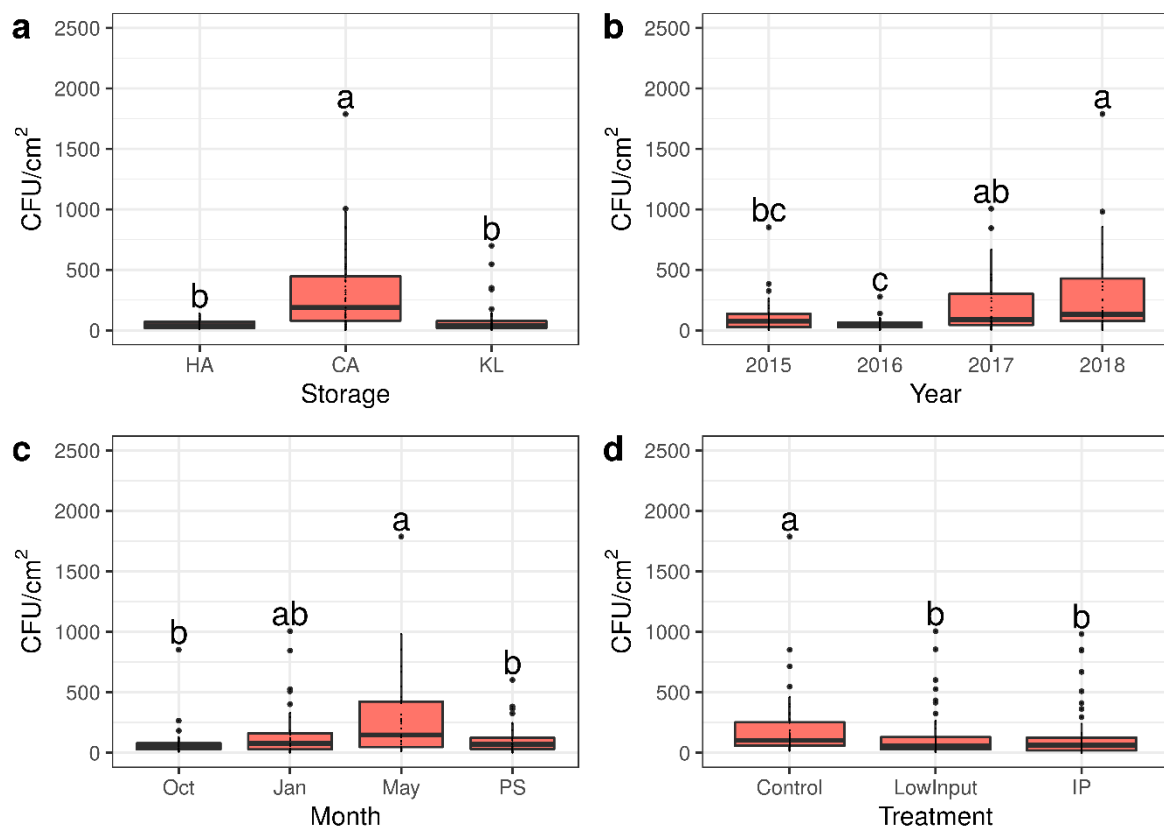 a
CFU/cm²
2500
2000
1500
1000
500
0
b
a
b
HA CA KL
Storage
b
CFU/cm²
2500
2000
1500
1000
500
0
bc
c
ab
a
2015 2016 2017 2018
Year
c
CFU/cm²
2500
2000
1500
1000
500
0
b
ab
a
b
Oct Jan May PS
Month
d
CFU/cm²
2500
2000
1500
1000
500
0
a
b
b
Control LowInput IP
Treatment